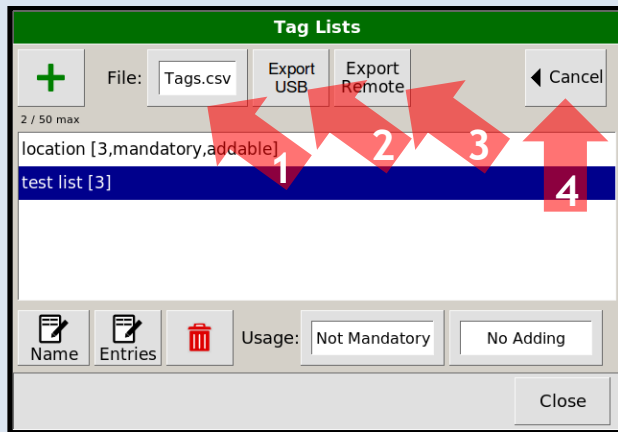 Tag Lists
File: Tags.csv Export USB Export Remote Cancel
2 / 50 max
location [3,mandatory,addable]
test list [3]
1 2 3 4
Name Entries Usage: Not Mandatory No Adding
Close